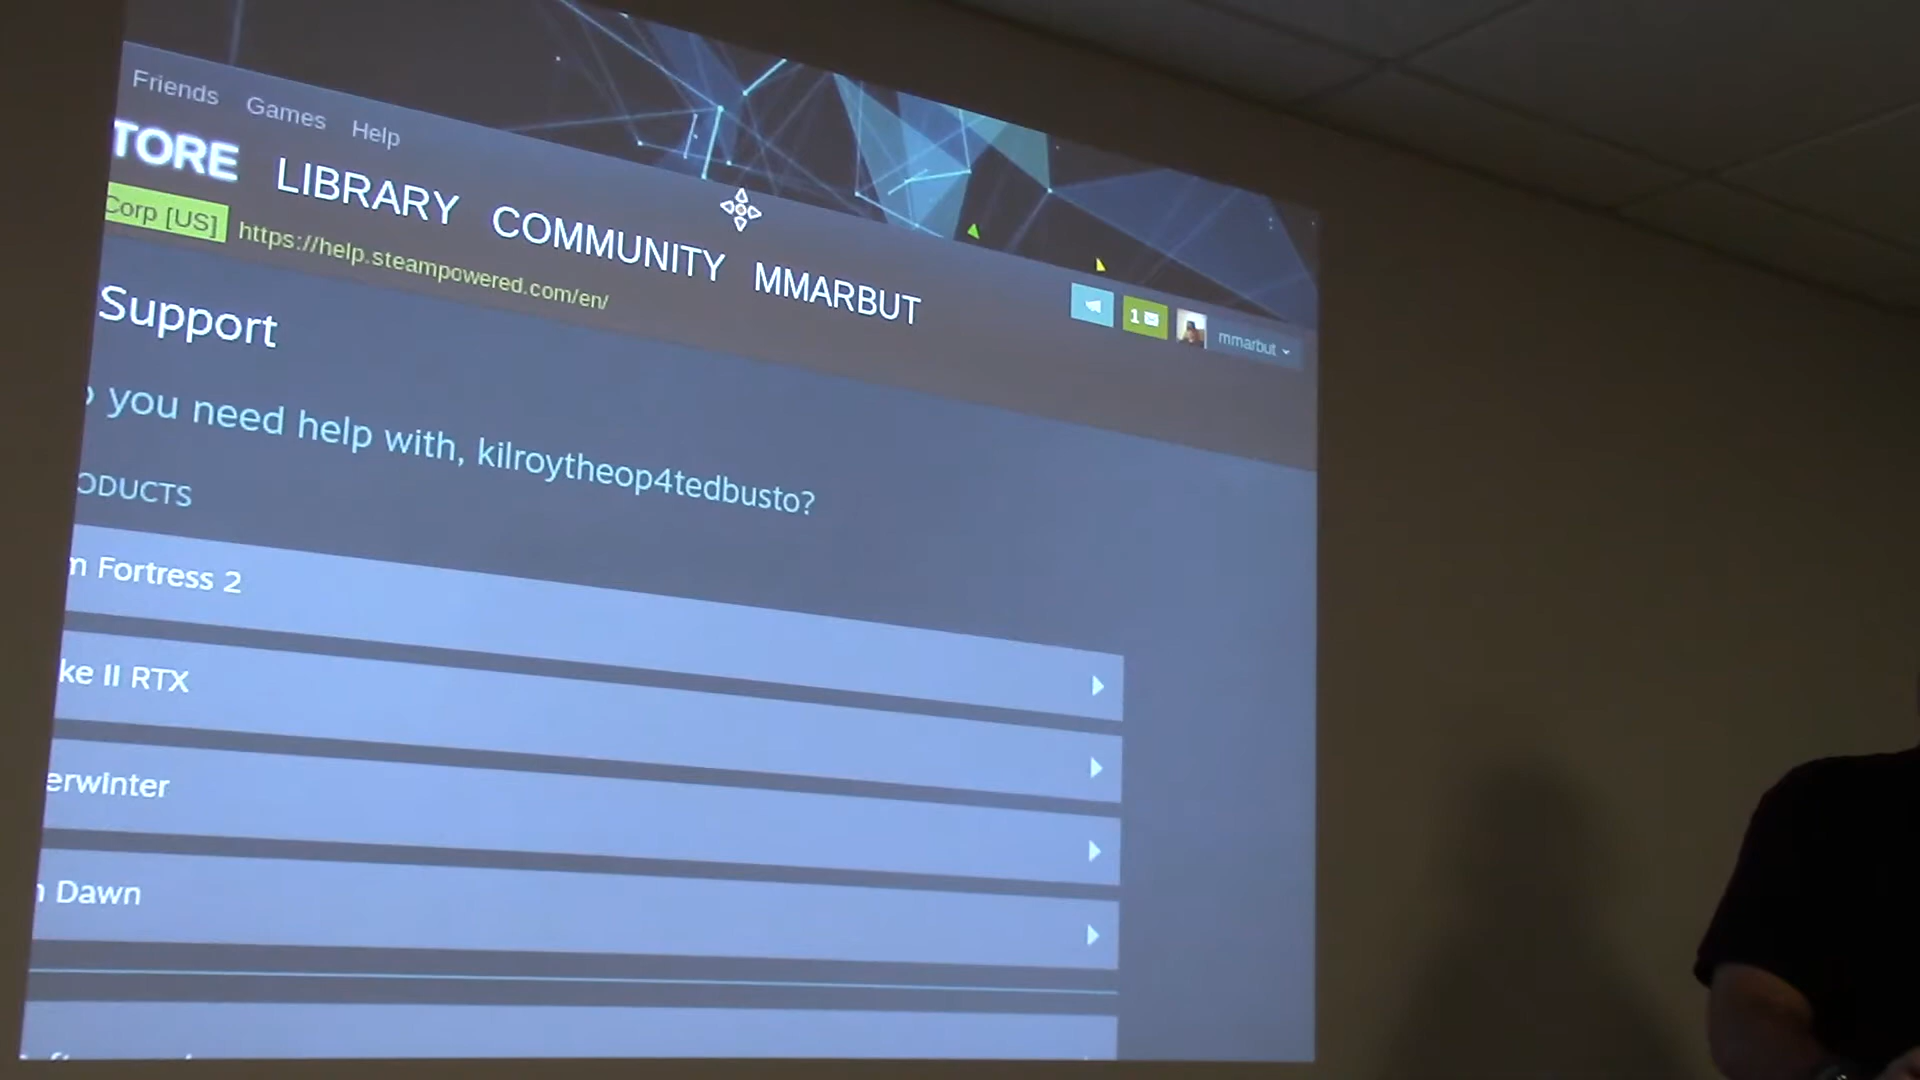 Friends Games Help
TORE LIBRARY COMMUNITY MMARBUT
Corp [US] https://help.steampowered.com/en/
1 mmarbut
Support
you need help with, kilroytheop4tedbusto?
ODUCTS
m Fortress 2
ke II RTX
erwinter
n Dawn